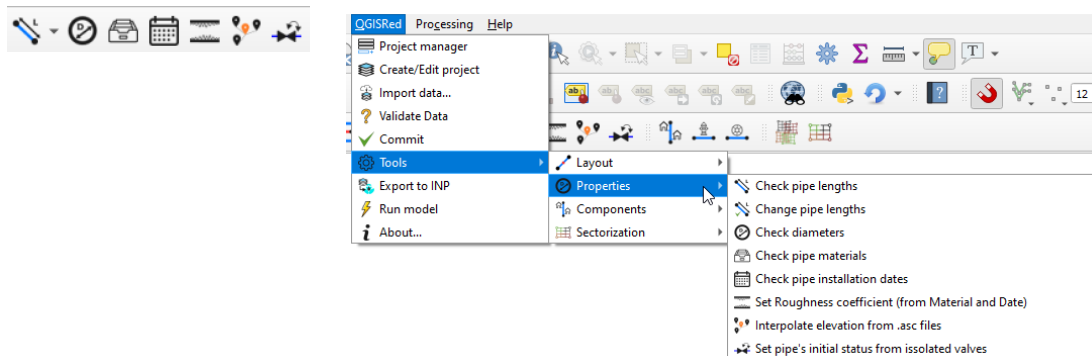 QGISRed Processing Help
Project manager
Create/Edit project
Import data...
Validate Data
Commit
Tools
Export to INP
Run model
About...
Layout
Properties
Components
Sectorization
Check pipe lengths
Change pipe lengths
Check diameters
Check pipe materials
Check pipe installation dates
Set Roughness coefficient (from Material and Date)
Interpolate elevation from .asc files
Set pipe's initial status from issolated valves
12